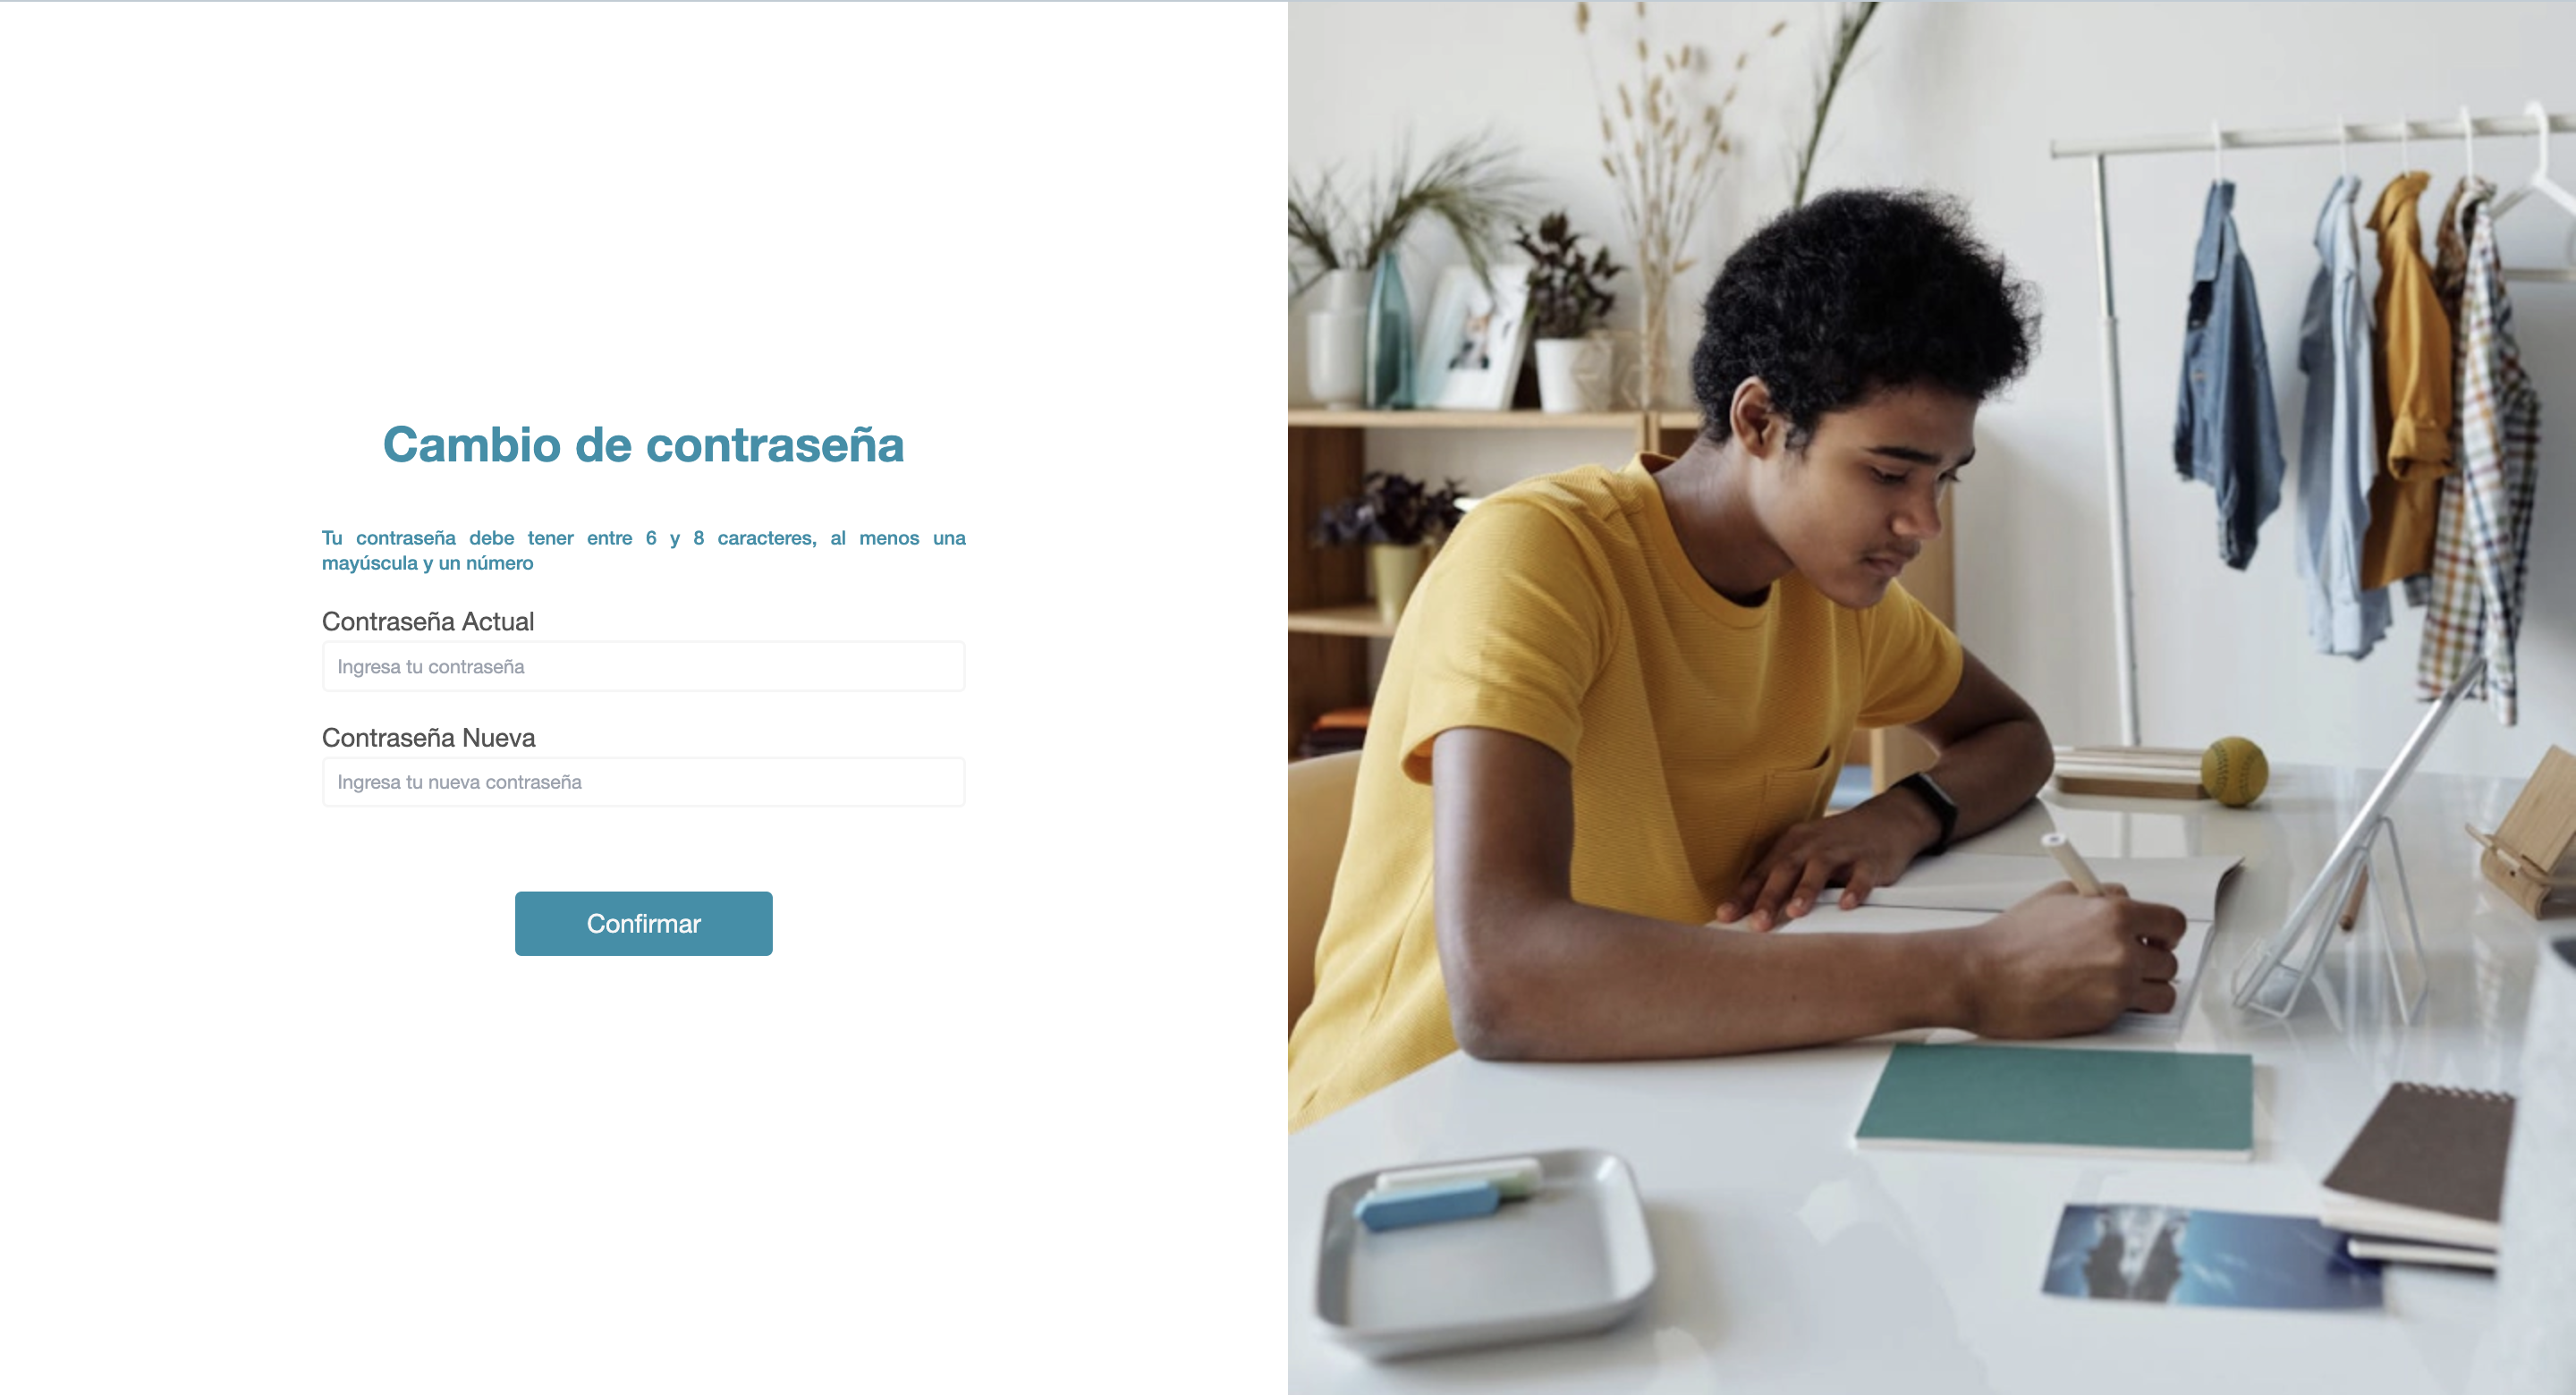 Cambio de contraseña
Tu contraseña debe tener entre 6 y 8 caracteres, al menos una
mayúscula y un número
Contraseña Actual
Ingresa tu contraseña
Contraseña Nueva
Ingresa tu nueva contraseña
Confirmar